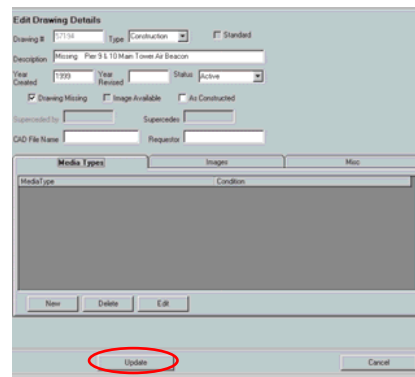 Edit Drawing Details
Drawing # 57194 Type Construction Standard
Description Missing Pier 9 & 10 Main Tower Air Beacon
Year Created 1999 Year Revised Status Active
Drawing Missing Image Available As Constructed
Superceded by Supercedes
CAD File Name Requestor
Media Types Images Misc
MediaType Condition
New Delete Edit
Update Cancel